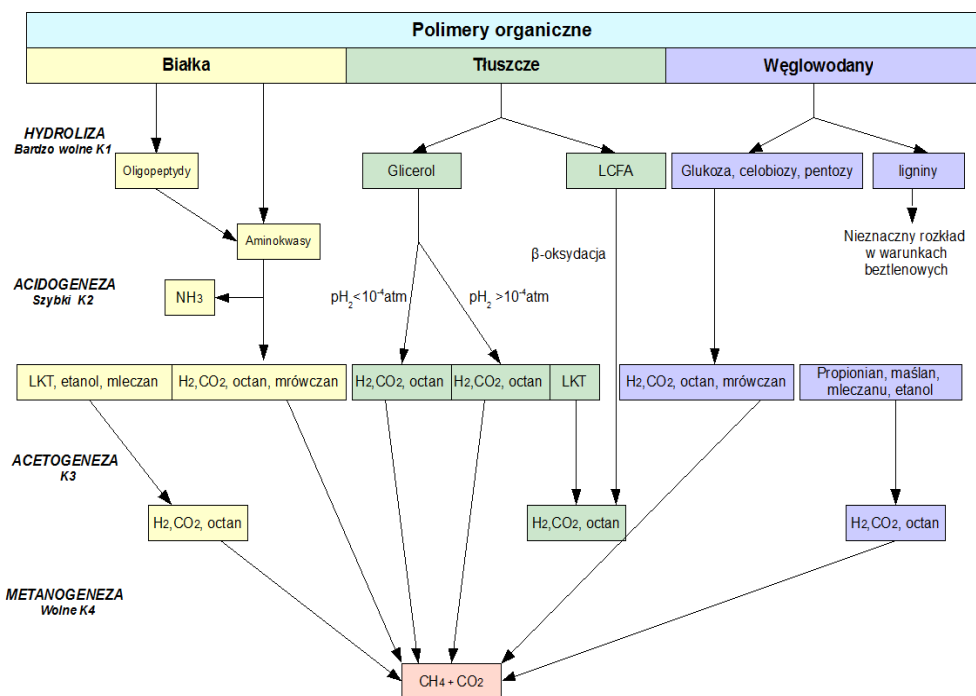 Polimery organiczne
Białka
Tłuszcze
Węglowodany
HYDROLIZA
Bardzo wolne K1
Oligopeptydy
Glicerol
LCFA
Glukoza, celobiozy, pentozy
ligniny
Aminokwasy
β-oksydacja
Nieznaczny rozkład
w warunkach
beztlenowych
ACIDOGENEZA
Szybki K2
NH3
pH2<10-4atm
pH2 >10-4atm
LKT, etanol, mleczan
H2,CO2, octan, mrówczan
H2,CO2, octan
H2,CO2, octan
LKT
H2,CO2, octan, mrówczan
Propionian, maślan,
mleczanu, etanol
ACETOGENEZA
K3
H2,CO2, octan
H2,CO2, octan
H2,CO2, octan
METANOGENEZA
Wolne K4
CH4 + CO2